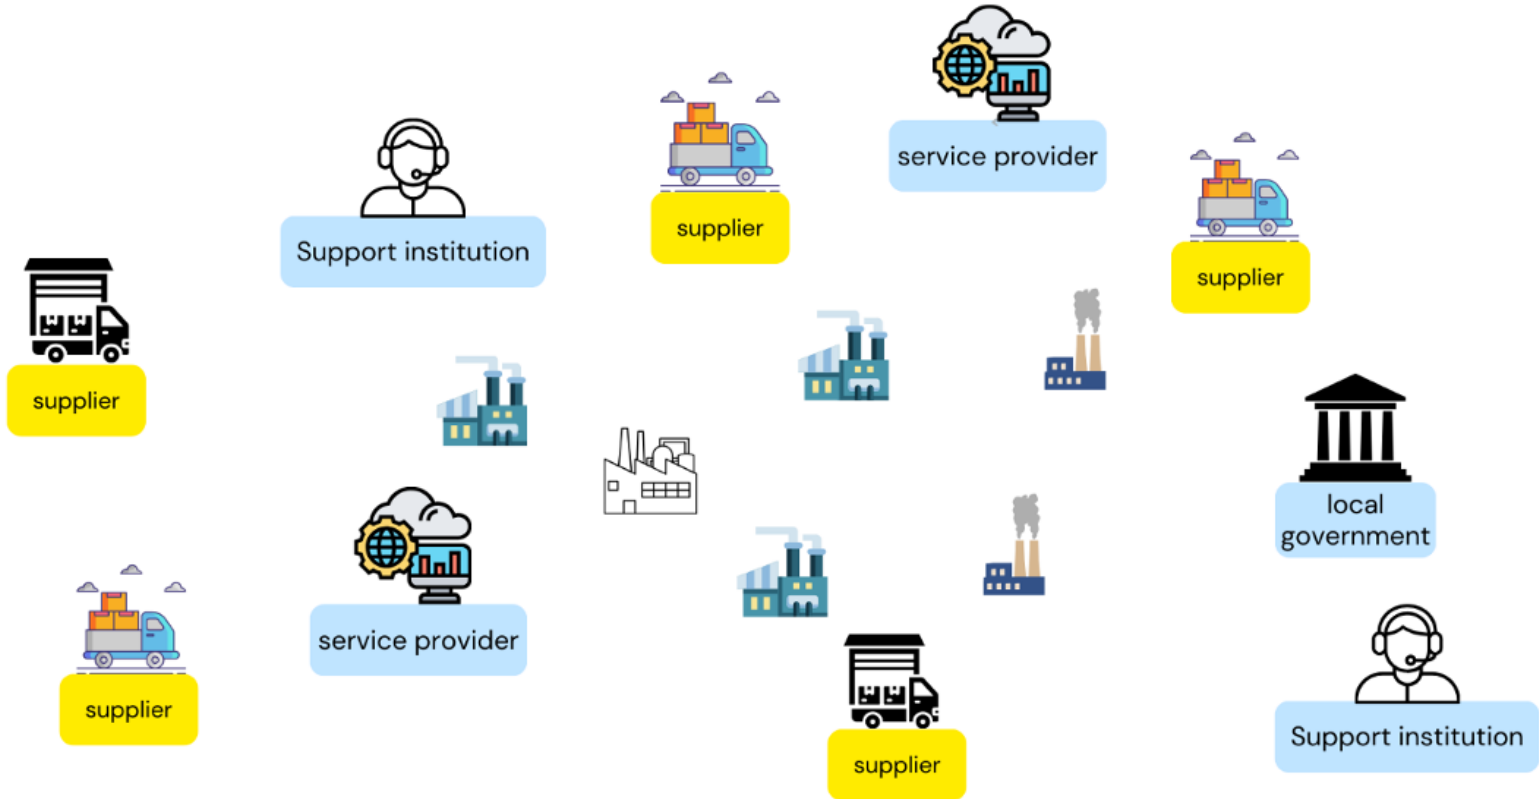 service provider
supplier
Support institution
supplier
supplier
local
government
service provider
supplier
Support institution
supplier